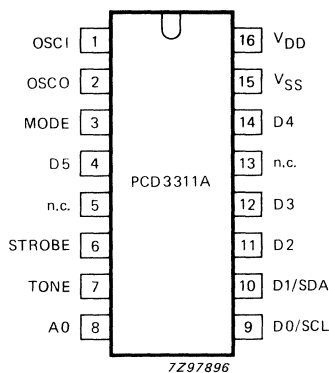 OSCI 1 16 VDD
OSCO 2 15 VSS
MODE 3 14 D4
D5 4 13 n.c.
PCD3311A
n.c. 5 12 D3
STROBE 6 11 D2
TONE 7 10 D1/SDA
A0 8 9 D0/SCL
7Z97896